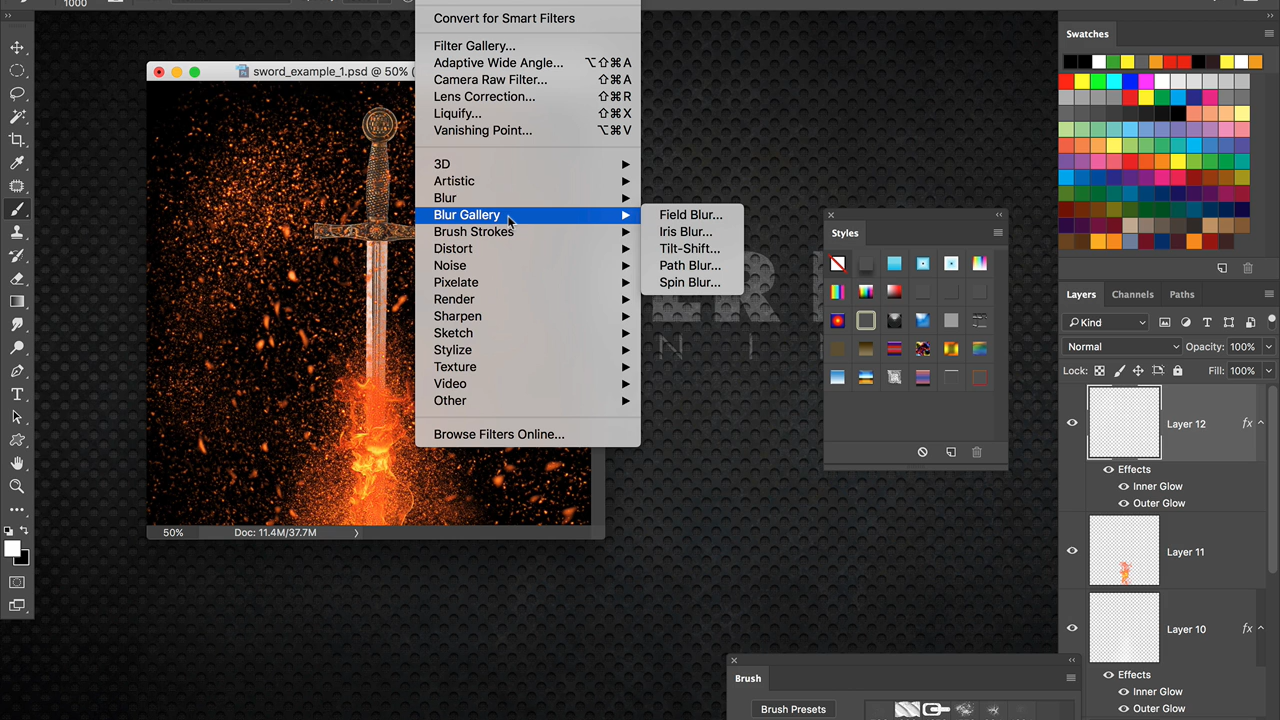 1000
Convert for Smart Filters
Filter Gallery...
Adaptive Wide Angle... ⌥⇧⌘A
Camera Raw Filter... ⇧⌘A
Lens Correction... ⇧⌘R
Liquify... ⇧⌘X
Vanishing Point... ⌥⌘V
3D
Artistic
Blur
Blur Gallery
Brush Strokes
Distort
Noise
Pixelate
Render
Sharpen
Sketch
Stylize
Texture
Video
Other
Browse Filters Online...
Field Blur...
Iris Blur...
Tilt-Shift...
Path Blur...
Spin Blur...
sword_example_1.psd @ 50% (
50%
Doc: 11.4M/37.7M
Styles
Brush
Brush Presets
Swatches
Layers
Channels
Paths
Kind
Normal
Opacity: 100%
Lock:
Fill: 100%
Layer 12
fx
Effects
Inner Glow
Outer Glow
Layer 11
Layer 10
fx
Effects
Inner Glow
Outer Glow